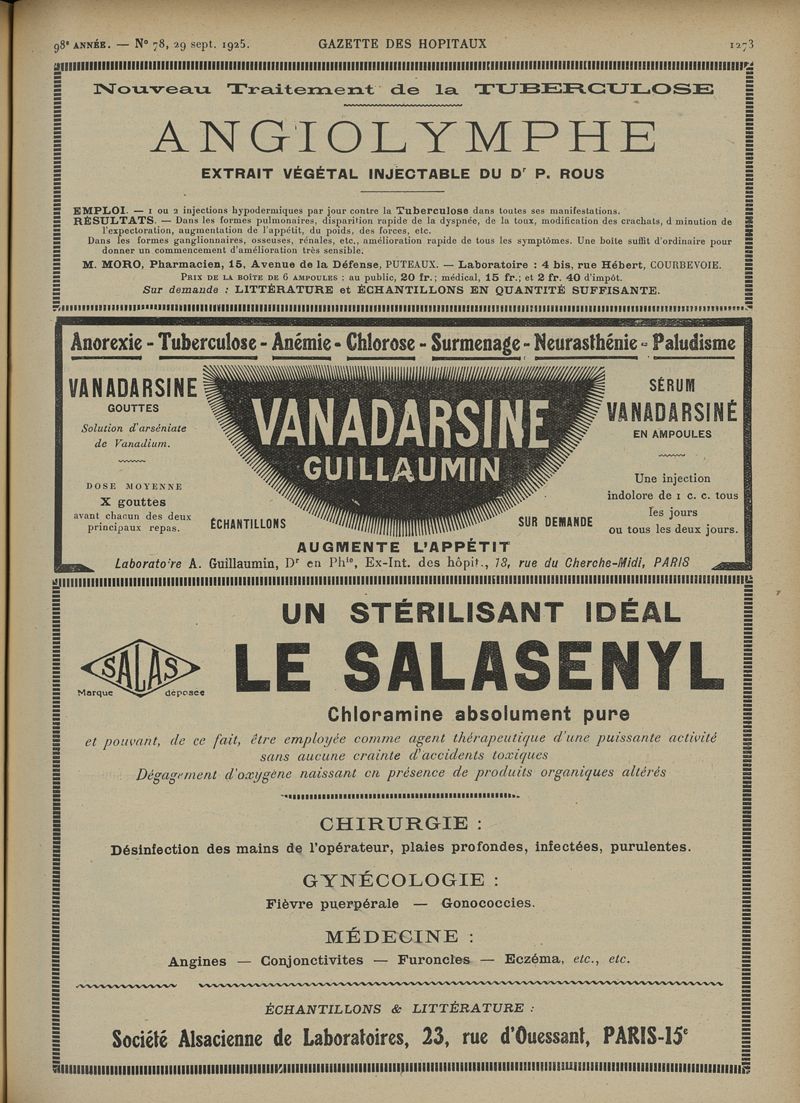 98e ANNÉE. — No 78, 29 sept. 1925.
GAZETTE DES HOPITAUX
1273
Nouveau Traitement de la TUBERCULOSE
ANGIOLYMPHE
EXTRAIT VÉGÉTAL INJECTABLE DU Dr P. ROUS
EMPLOI. — 1 ou 2 injections hypodermiques par jour contre la Tuberculose dans toutes ses manifestations.
RÉSULTATS. — Dans les formes pulmonaires, disparition rapide de la dyspnée, de la toux, modification des crachats, d minution de
l'expectoration, augmentation de l'appétit, du poids, des forces, etc.
Dans les formes ganglionnaires, osseuses, rénales, etc., amélioration rapide de tous les symptômes. Une boîte suffit d'ordinaire pour
donner un commencement d'amélioration très sensible.
M. MORO, Pharmacien, 15, Avenue de la Défense, PUTEAUX. — Laboratoire : 4 bis, rue Hébert, COURBEVOIE.
PRIX DE LA BOÎTE DE 6 AMPOULES : au public, 20 fr.; médical, 15 fr.; et 2 fr. 40 d'impôt.
Sur demande : LITTÉRATURE et ÉCHANTILLONS EN QUANTITÉ SUFFISANTE.
Anorexie - Tuberculose - Anémie - Chlorose - Surmenage - Neurasthénie - Paludisme
VANADARSINE
GOUTTES
Solution d'arséniate
de Vanadium.
DOSE MOYENNE
X gouttes
avant chacun des deux
principaux repas.
VANADARSINE
GUILLAUMIN
ÉCHANTILLONS
SUR DEMANDE
SÉRUM
VANADARSINÉ
EN AMPOULES
Une injection
indolore de 1 c. c. tous
les jours
ou tous les deux jours.
AUGMENTE L'APPÉTIT
Laborato're A. Guillaumin, Dr en Phie, Ex-Int. des hôpit., 13, rue du Cherche-Midi, PARIS
UN STÉRILISANT IDÉAL
SALAS
Marque déposée
LE SALASENYL
Chloramine absolument pure
et pouvant, de ce fait, être employée comme agent thérapeutique d'une puissante activité
sans aucune crainte d'accidents toxiques
Dégagement d'oxygène naissant en présence de produits organiques altérés
CHIRURGIE :
Désinfection des mains de l'opérateur, plaies profondes, infectées, purulentes.
GYNÉCOLOGIE :
Fièvre puerpérale — Gonococcies.
MÉDECINE :
Angines — Conjonctivites — Furoncles — Eczéma, etc., etc.
ÉCHANTILLONS & LITTÉRATURE :
Société Alsacienne de Laboratoires, 23, rue d'Ouessant, PARIS-15e